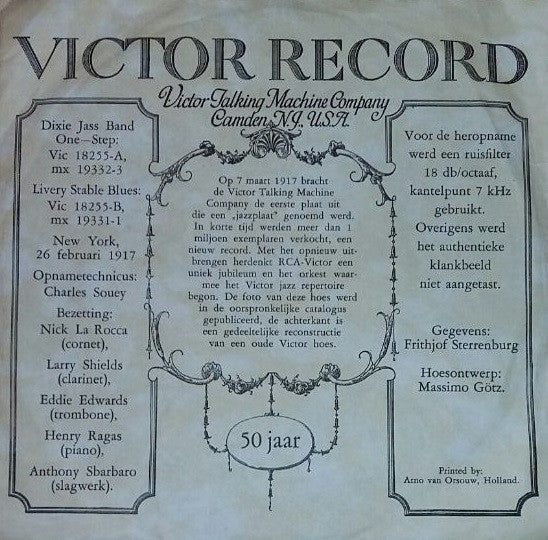 VICTOR RECORD
Victor Talking Machine Company
Camden, N.J. U.S.A.
Dixie Jass Band
One—Step:
Vic 18255-A,
mx 19332-3
Livery Stable Blues:
Vic 18255-B,
mx 19331-1
New York,
26 februari 1917
Opnametechnicus:
Charles Souey
Bezetting:
Nick La Rocca
(cornet),
Larry Shields
(clarinet),
Eddie Edwards
(trombone),
Henry Ragas
(piano),
Anthony Sbarbaro
(slagwerk).
Op 7 maart 1917 bracht
de Victor Talking Machine
Company de eerste plaat uit
die een „jazzplaat" genoemd werd.
In korte tijd werden meer dan 1
miljoen exemplaren verkocht, een
nieuw record. Met het opnieuw uit-
brengen herdenkt RCA-Victor een
uniek jubileum en het orkest waar-
mee het Victor jazz repertoire
begon. De foto van deze hoes werd
in de oorspronkelijke catalogus
gepubliceerd, de achterkant is
een gedeeltelijke reconstructie
van een oude Victor hoes.
50 jaar
Voor de heropname
werd een ruisfilter
18 db/octaaf,
kantelpunt 7 kHz
gebruikt.
Overigens werd
het authentieke
klankbeeld
niet aangetast.
Gegevens:
Frithjof Sterrenburg
Hoesontwerp:
Massimo Götz.
Printed by:
Arno van Orsouw, Holland.